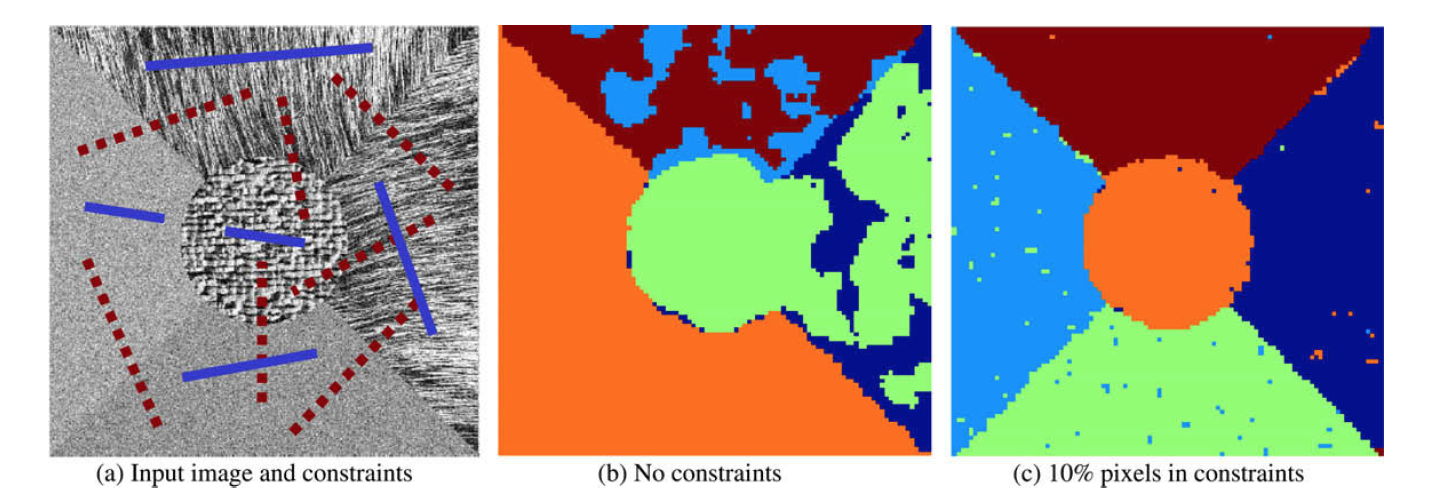 (a) Input image and constraints
(b) No constraints
(c) 10% pixels in constraints